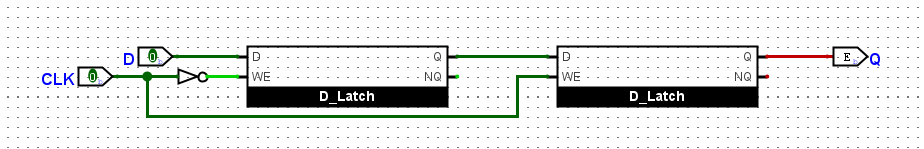 D 0 D Q D Q E Q
CLK 0 WE NQ WE NQ
D_Latch D_Latch